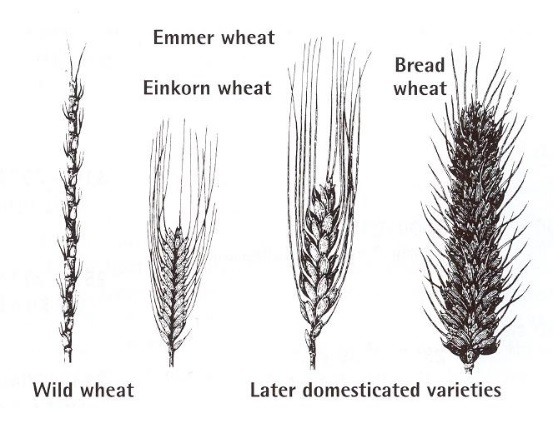 Emmer wheat
Einkorn wheat
Bread
wheat
Wild wheat
Later domesticated varieties